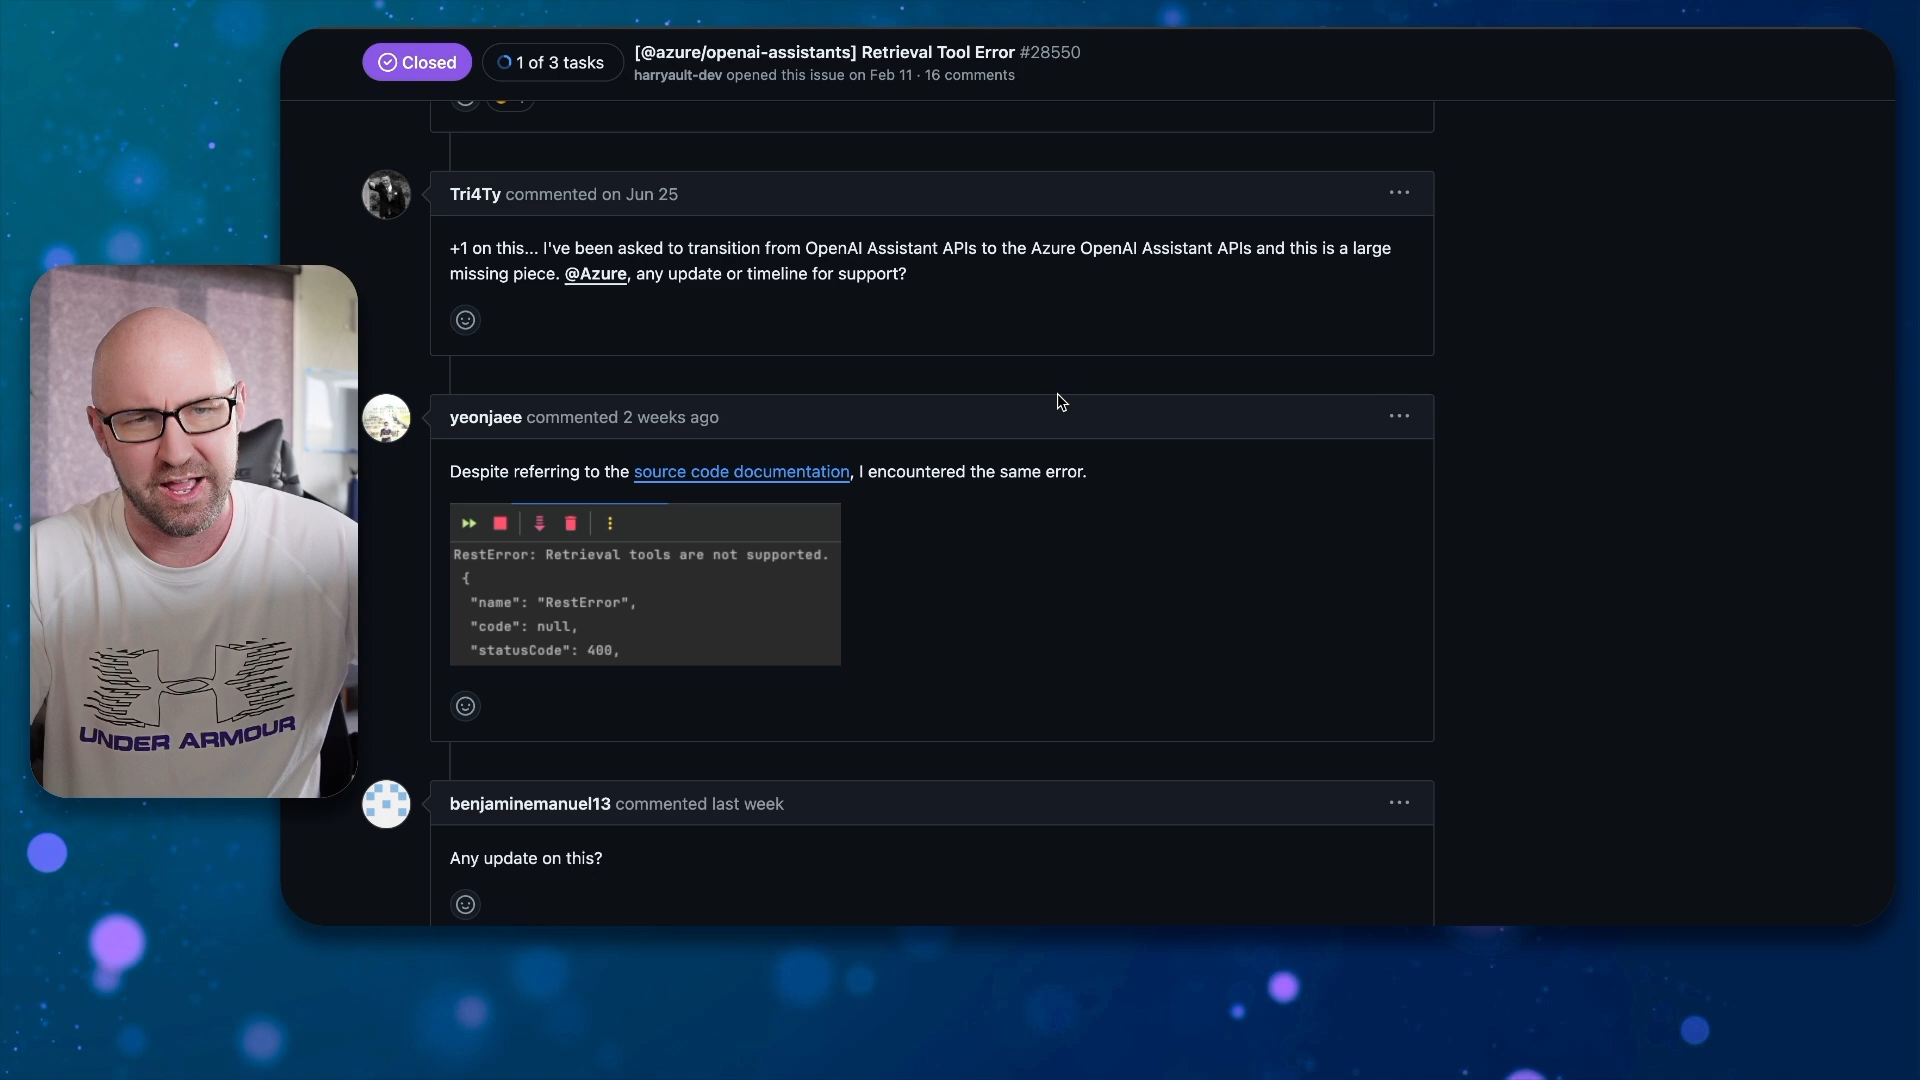 Closed
1 of 3 tasks
[@azure/openai-assistants] Retrieval Tool Error #28550
harryault-dev opened this issue on Feb 11 · 16 comments
Tri4Ty commented on Jun 25
+1 on this... I've been asked to transition from OpenAI Assistant APIs to the Azure OpenAI Assistant APIs and this is a large
missing piece. @Azure, any update or timeline for support?
yeonjaee commented 2 weeks ago
Despite referring to the source code documentation, I encountered the same error.
RestError: Retrieval tools are not supported.
{
"name": "RestError",
"code": null,
"statusCode": 400,
UNDER ARMOUR
benjaminemanuel13 commented last week
Any update on this?